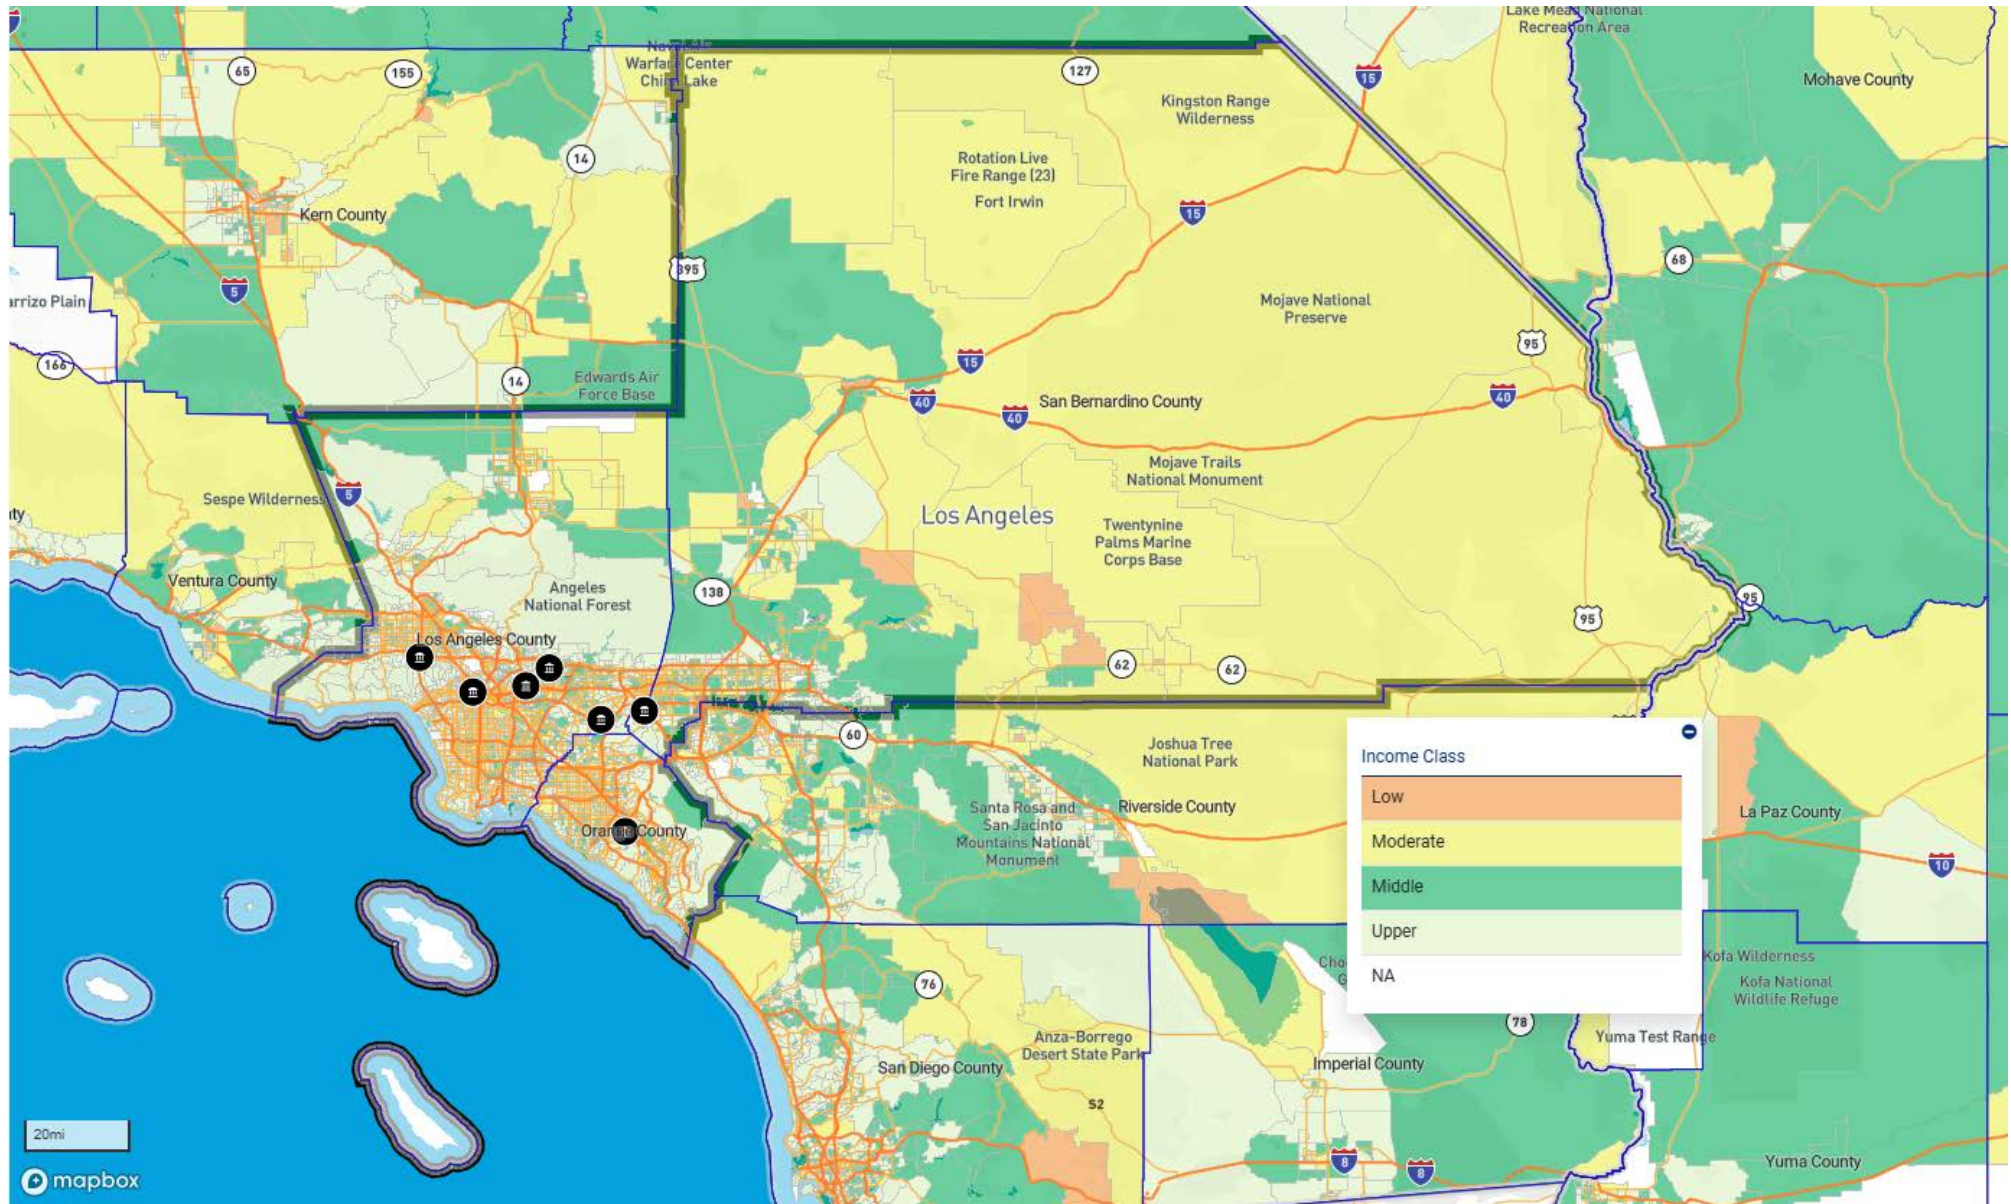 Lake Mead National
Recreation Area
Naval Air
Warfare Center
China Lake
65
155
127
15
Mohave County
Kingston Range
Wilderness
14
Rotation Live
Fire Range (23)
Fort Irwin
15
Kern County
395
68
5
arrizo Plain
Mojave National
Preserve
95
166
15
14
Edwards Air
Force Base
40
40
San Bernardino County
40
5
Sespe Wilderness
Mojave Trails
National Monument
ty
Los Angeles
Twentynine
Palms Marine
Corps Base
Ventura County
Angeles
National Forest
138
95
95
Los Angeles County
62
62
60
Joshua Tree
National Park
Income Class
Low
Moderate
Middle
Upper
NA
Orange County
Santa Rosa and
San Jacinto
Mountains National
Monument
Riverside County
La Paz County
10
Cho
G
Kofa Wilderness
Kofa National
Wildlife Refuge
76
78
Anza-Borrego
Desert State Park
Yuma Test Range
San Diego County
Imperial County
S2
20mi
8
8
Yuma County
mapbox